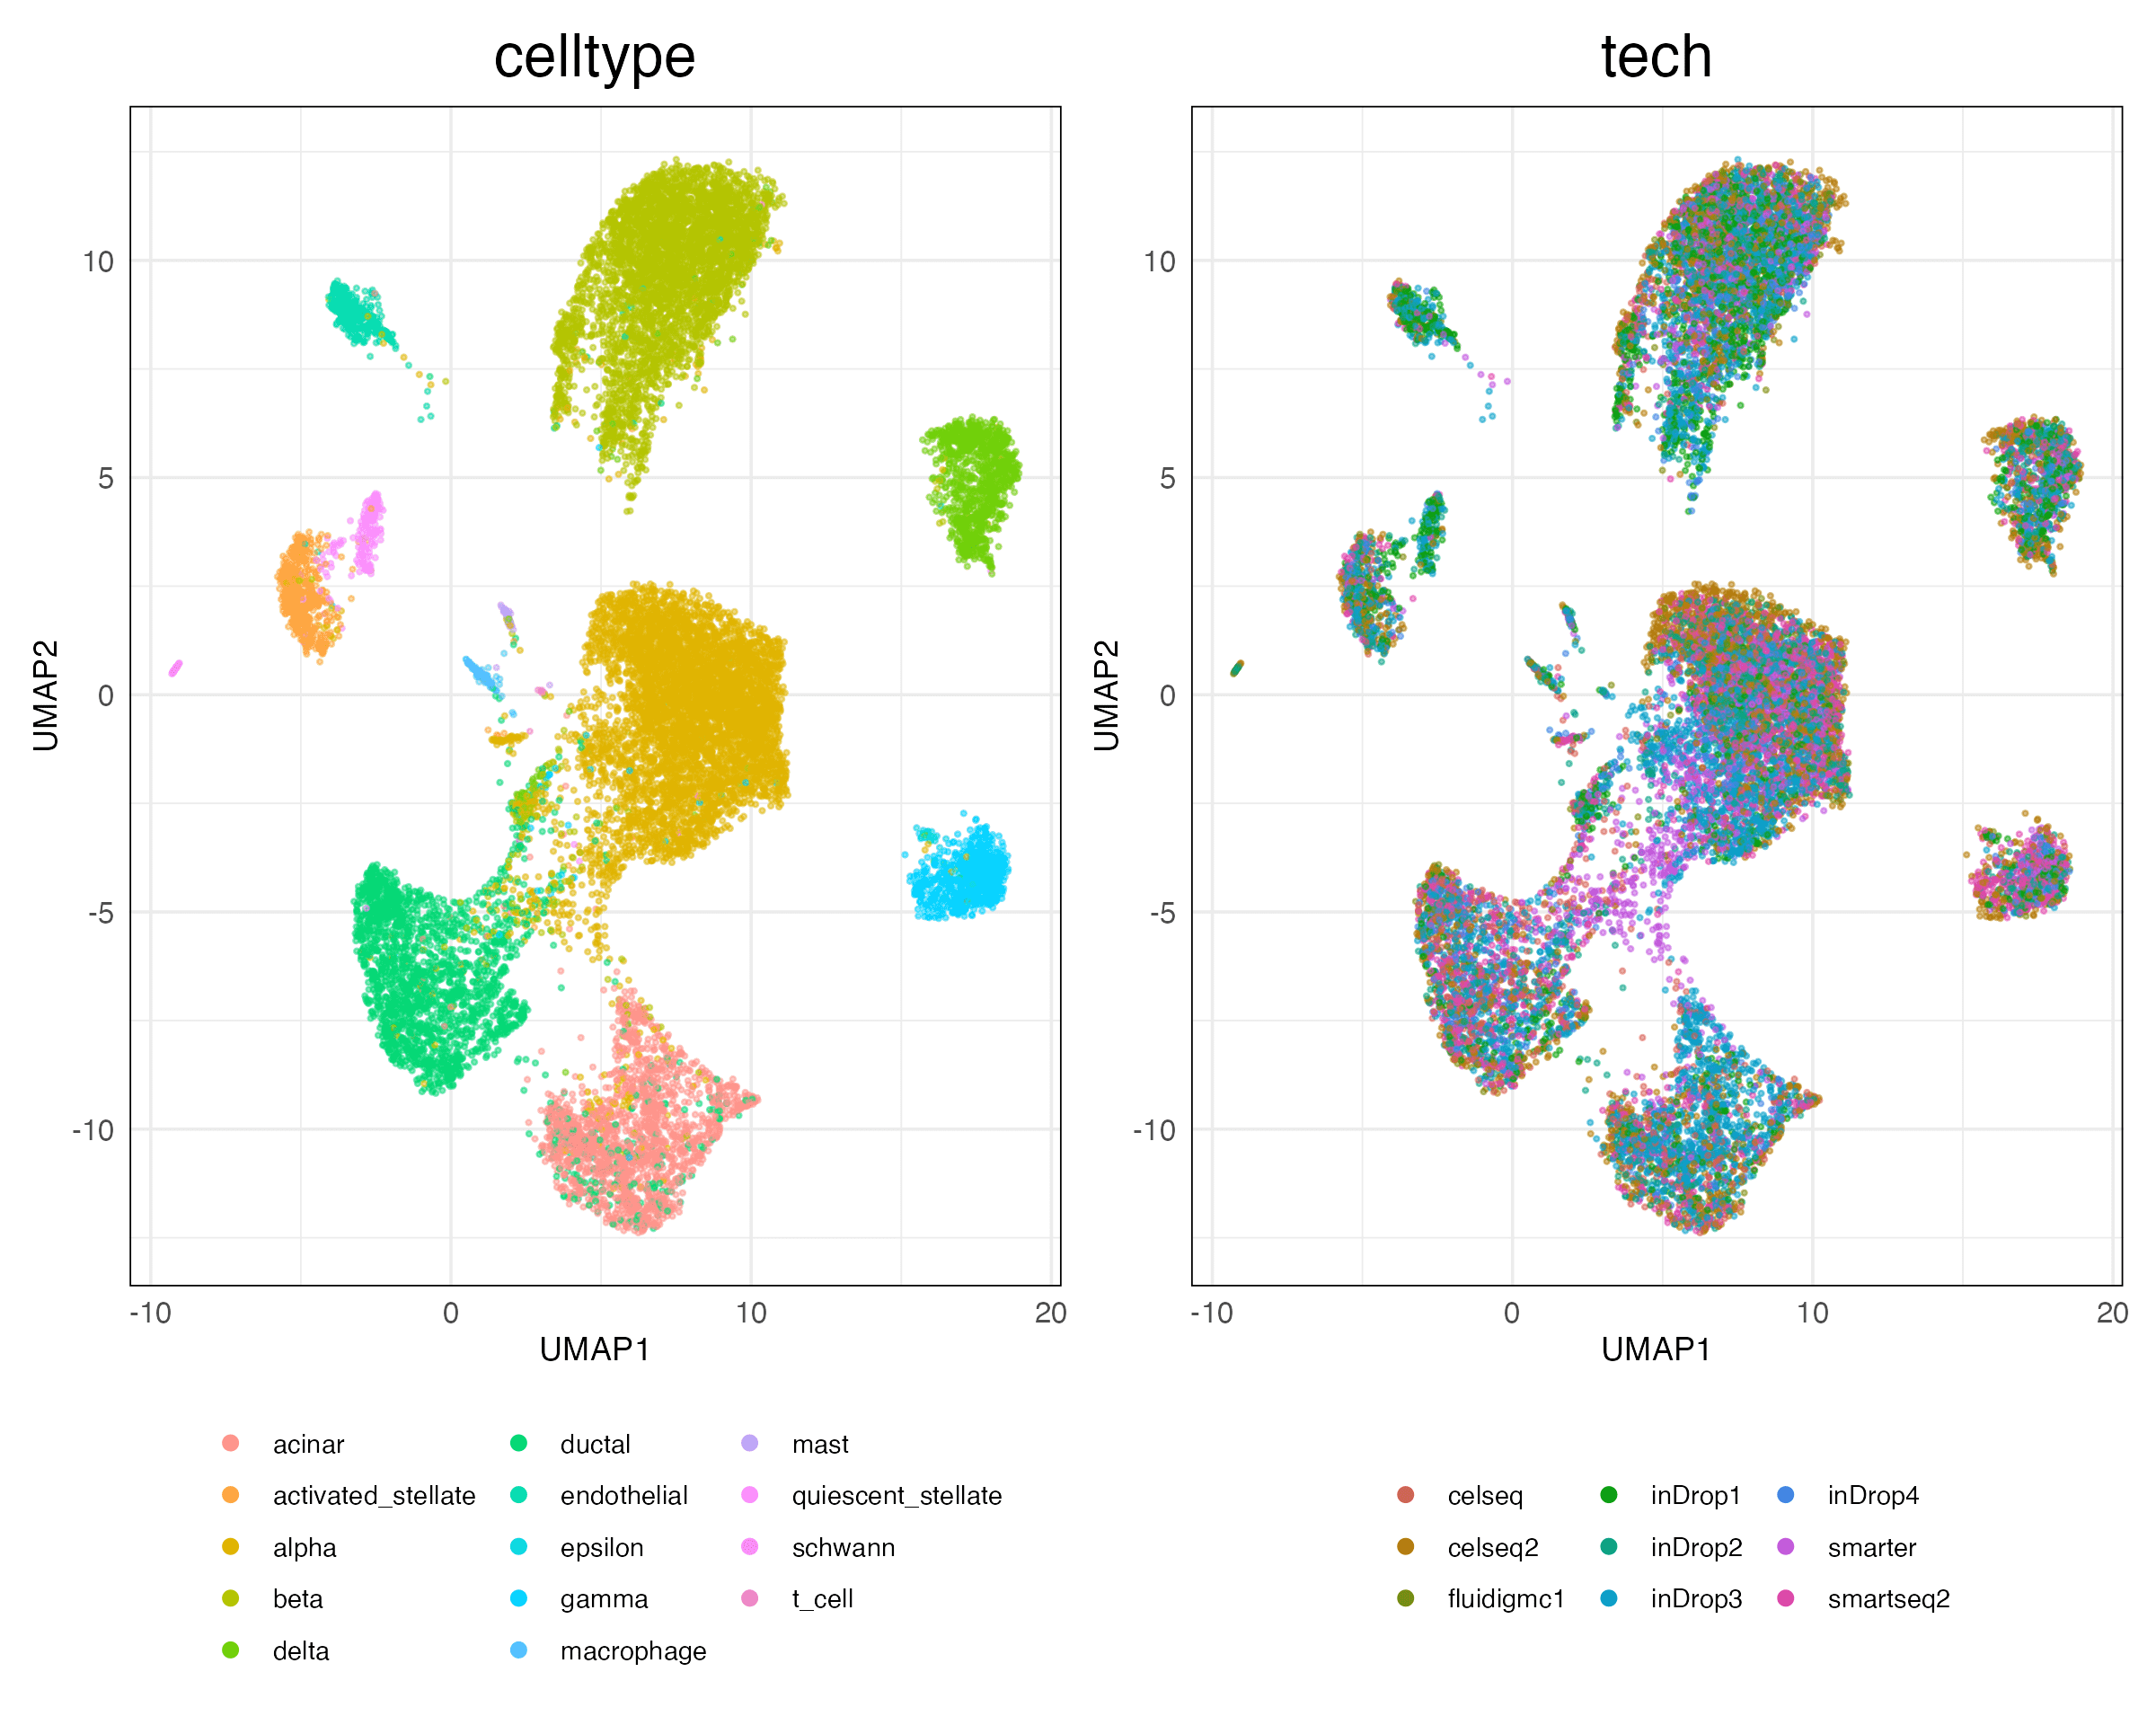 celltype
tech
10
5
0
-5
-10
UMAP2
-10 0 10 20
UMAP1
10
5
0
-5
-10
UMAP2
-10 0 10 20
UMAP1
acinar ductal mast
activated_stellate endothelial quiescent_stellate
alpha epsilon schwann
beta gamma t_cell
delta macrophage
celseq inDrop1 inDrop4
celseq2 inDrop2 smarter
fluidigmc1 inDrop3 smartseq2